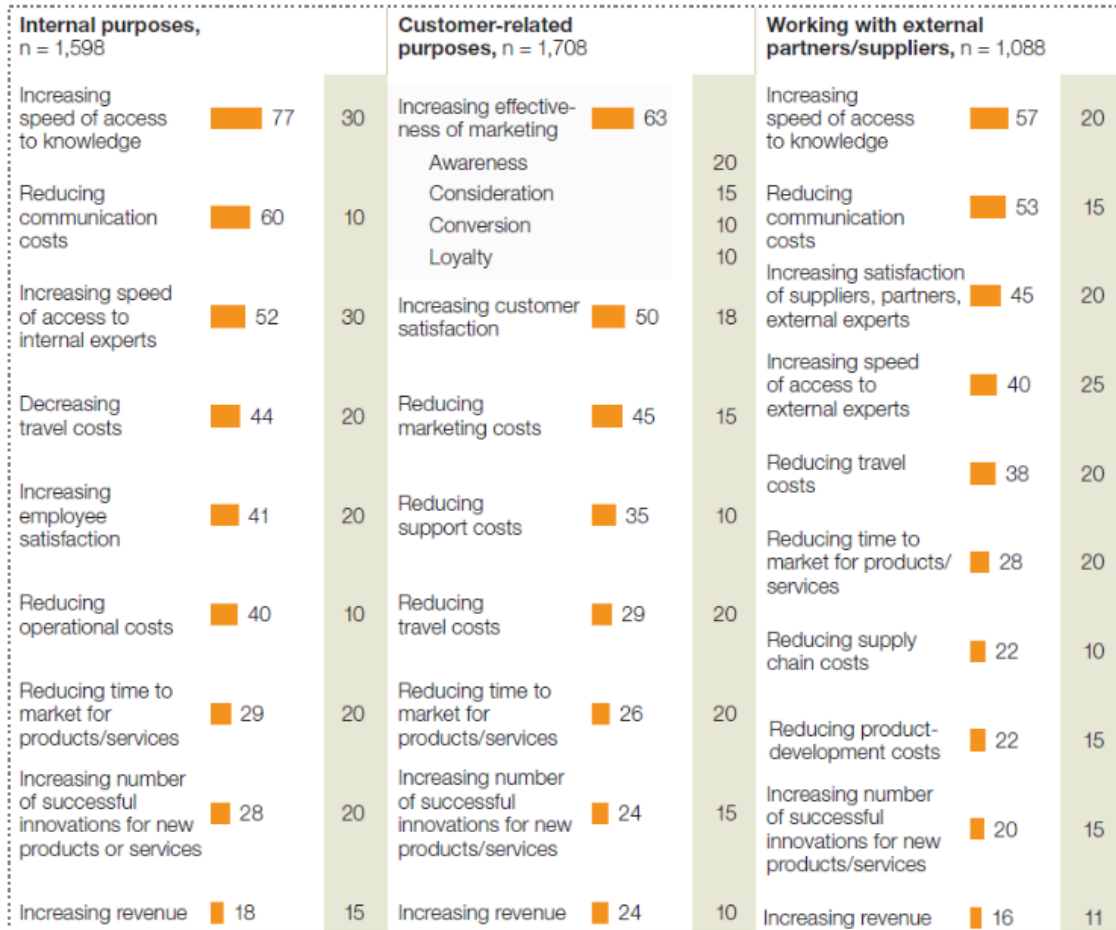 Internal purposes,
n = 1,598
Increasing
speed of access
to knowledge
77
30
Reducing
communication
costs
60
10
Increasing speed
of access to
internal experts
52
30
Decreasing
travel costs
44
20
Increasing
employee
satisfaction
41
20
Reducing
operational costs
40
10
Reducing time to
market for
products/services
29
20
Increasing number
of successful
innovations for new
products or services
28
20
Increasing revenue
18
15
Customer-related
purposes, n = 1,708
Increasing effective-
ness of marketing
63
Awareness
20
Consideration
15
Conversion
10
Loyalty
10
Increasing customer
satisfaction
50
18
Reducing
marketing costs
45
15
Reducing
support costs
35
10
Reducing
travel costs
29
20
Reducing time to
market for
products/services
26
20
Increasing number
of successful
innovations for new
products/services
24
15
Increasing revenue
24
10
Working with external
partners/suppliers, n = 1,088
Increasing
speed of access
to knowledge
57
20
Reducing
communication
costs
53
15
Increasing satisfaction
of suppliers, partners,
external experts
45
20
Increasing speed
of access to
external experts
40
25
Reducing travel
costs
38
20
Reducing time to
market for products/
services
28
20
Reducing supply
chain costs
22
10
Reducing product-
development costs
22
15
Increasing number
of successful
innovations for new
products/services
20
15
Increasing revenue
16
11